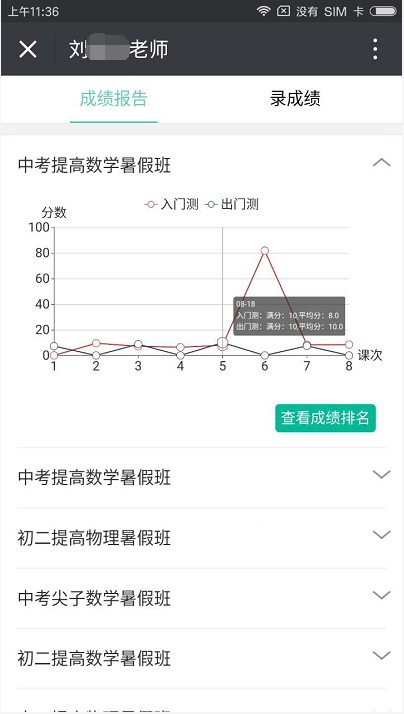 上午11:36 没有 SIM 卡
刘 老师
成绩报告 录成绩
中考提高数学暑假班
分数 入门测 出门测
100
80
60
40
20
0
08-18
入门测：满分：10,平均分：8.0
出门测：满分：10,平均分：10.0
课次
1 2 3 4 5 6 7 8
查看成绩排名
中考提高数学暑假班
初二提高物理暑假班
中考尖子数学暑假班
初二提高数学暑假班